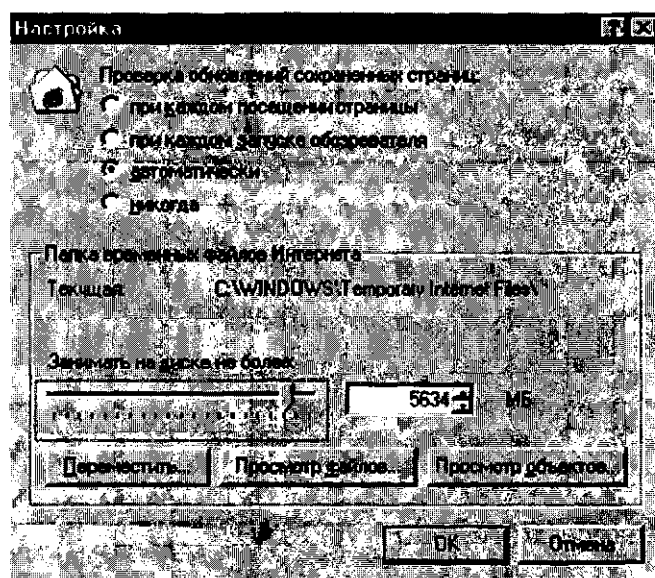 Настройка
Проверка обновлений сохраненных страниц:
при каждом посещении страницы
при каждом запуске обозревателя
автоматически
никогда
Папка временных файлов Интернета
Текущая: C:\WINDOWS\Temporary Internet Files\
Занимать на диске не более:
5634 МБ
Переместить... Просмотр файлов... Просмотр объектов...
OK Отмена